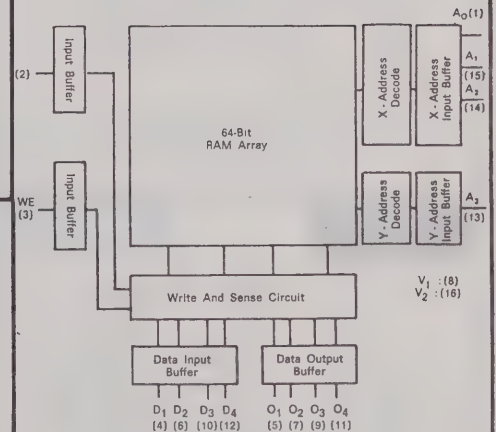 A₀(1)
Input Buffer
(2)
64-Bit
RAM Array
X - Address
Decode
X - Address
Input Buffer
A₁
(15)
A₂
(14)
WE
(3)
Input Buffer
Y - Address
Decode
Y - Address
Input Buffer
A₃
(13)
V₁ :(8)
V₂ :(16)
Write And Sense Circuit
Data Input
Buffer
Data Output
Buffer
D₁ D₂ D₃ D₄ O₁ O₂ O₃ O₄
(4) (6) (10) (12) (5) (7) (9) (11)